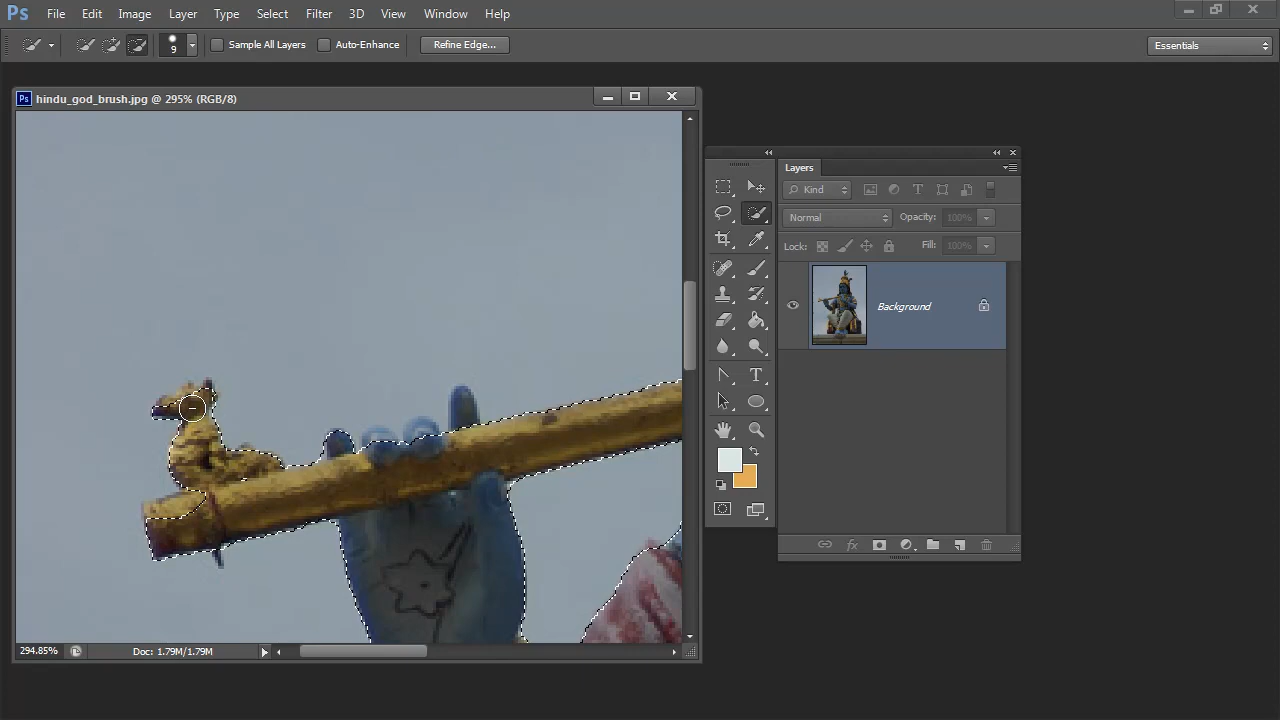 Ps File Edit Image Layer Type Select Filter 3D View Window Help
9 Sample All Layers Auto-Enhance Refine Edge... Essentials
Ps hindu_god_brush.jpg @ 295% (RGB/8)
Layers
Kind
Normal Opacity: 100%
Lock: Fill: 100%
Background
294.85% Doc: 1.79M/1.79M